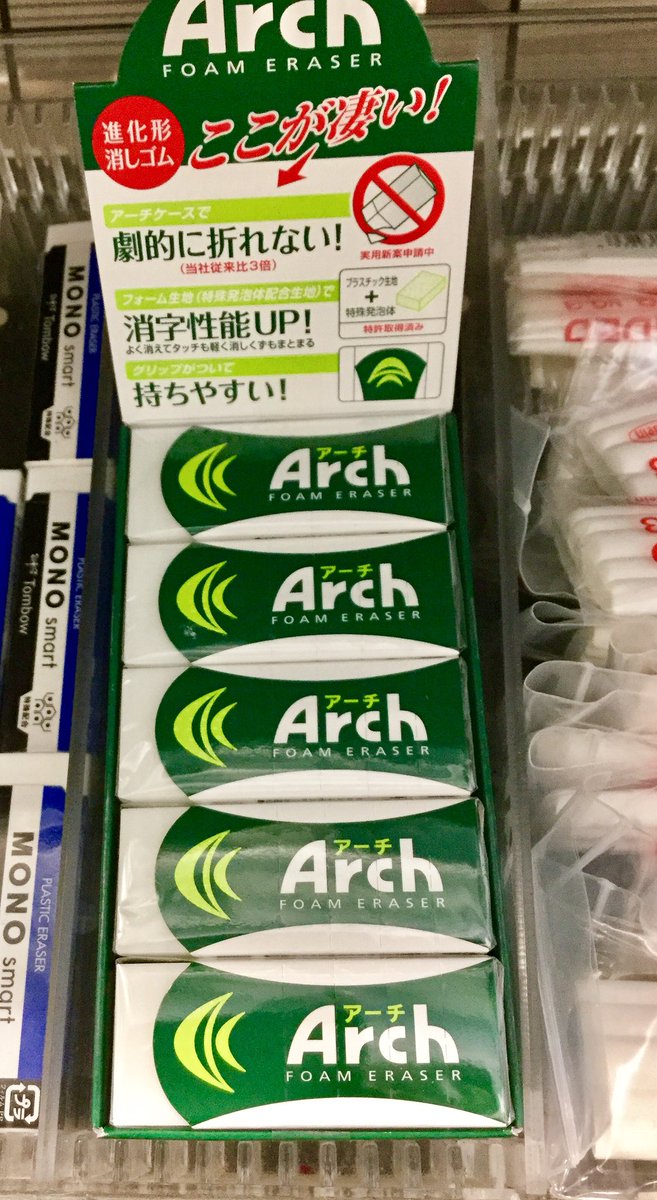 Arch
FOAM ERASER
進化形
消しゴム
ここが凄い!
アーチケースで
劇的に折れない!
(当社従来比3倍)
実用新案申請中
フォーム生地(特殊発泡体配合生地)で
消字性能UP!
よく消えてタッチも軽く消しくずもまとまる
プラスチック生地
+
特殊発泡体
特許取得済み
グリップがついて
持ちやすい!
アーチ
Arch
FOAM ERASER
アーチ
Arch
FOAM ERASER
アーチ
Arch
FOAM ERASER
アーチ
Arch
FOAM ERASER
アーチ
Arch
FOAM ERASER
PLASTIC ERASER
MONO smart
Tombow
PLASTIC ERASER
MONO smart
Tombow
PLASTIC ERASER
MONO smart
プラ